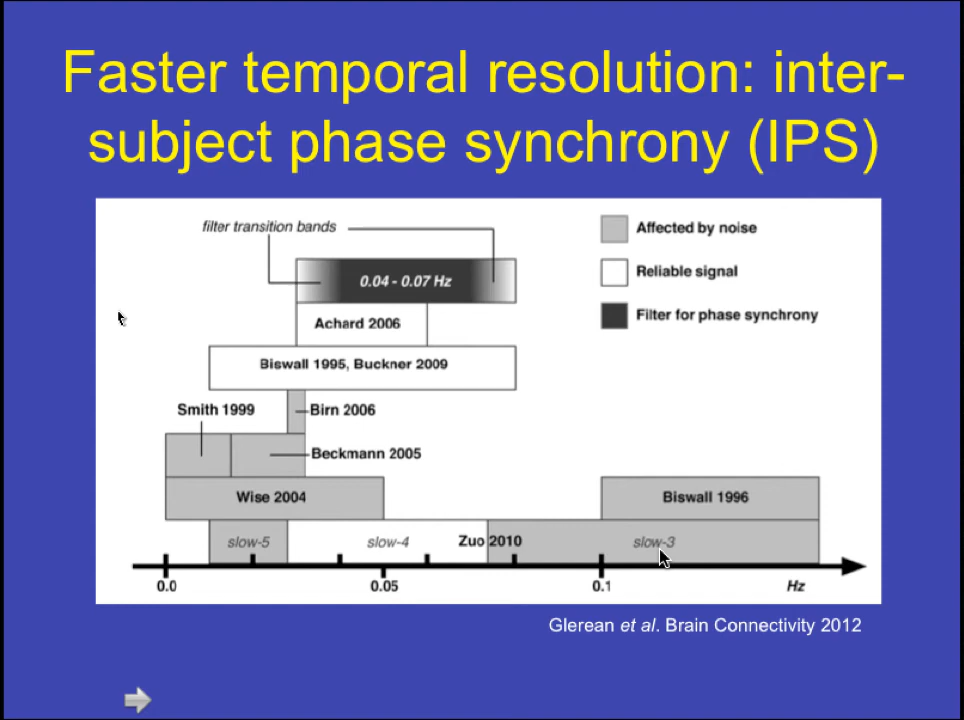 Faster temporal resolution: inter-
subject phase synchrony (IPS)
filter transition bands
Affected by noise
0.04 - 0.07 Hz
Reliable signal
Achard 2006
Filter for phase synchrony
Biswall 1995, Buckner 2009
Smith 1999
Birn 2006
Beckmann 2005
Wise 2004
Biswall 1996
slow-5
slow-4
Zuo 2010
slow-3
0.0
0.05
0.1
Hz
Glerean et al. Brain Connectivity 2012